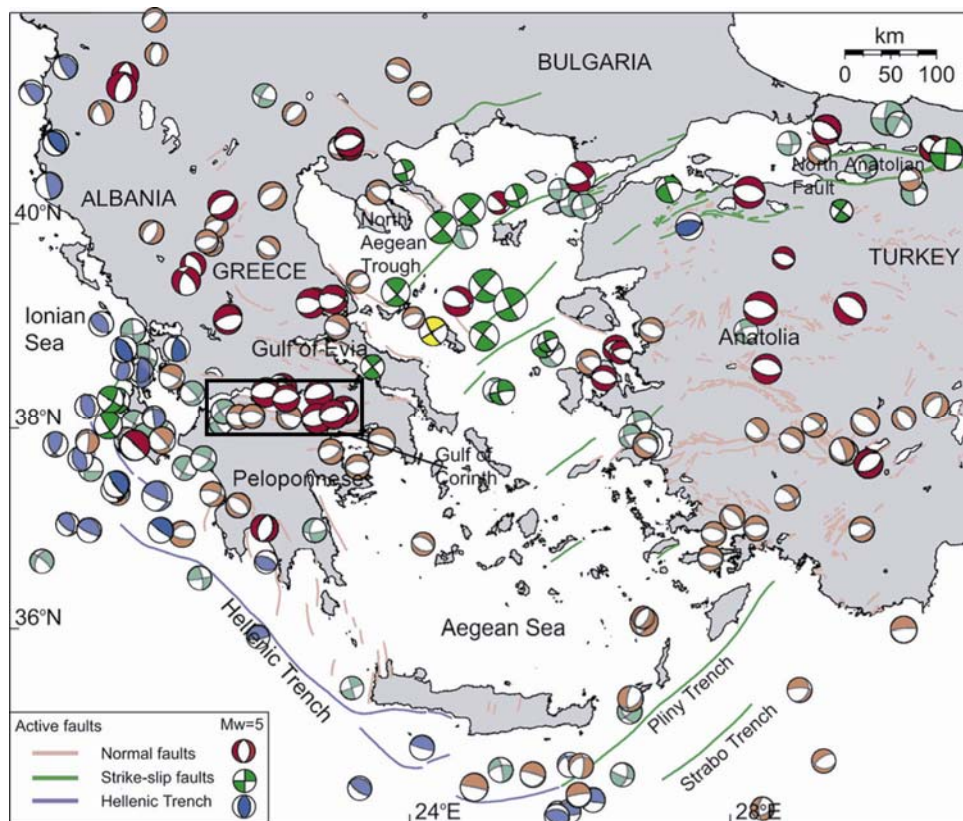 km
0 50 100
BULGARIA
ALBANIA
North Anatolian
Fault
40°N
North
Aegean
Trough
GREECE
TURKEY
Ionian
Sea
Gulf of Evia
Anatolia
38°N
Gulf of
Corinth
Peloponnese
36°N
Aegean Sea
Hellenic Trench
Pliny Trench
Strabo Trench
Active faults
Mw=5
Normal faults
Strike-slip faults
Hellenic Trench
24°E
28°E